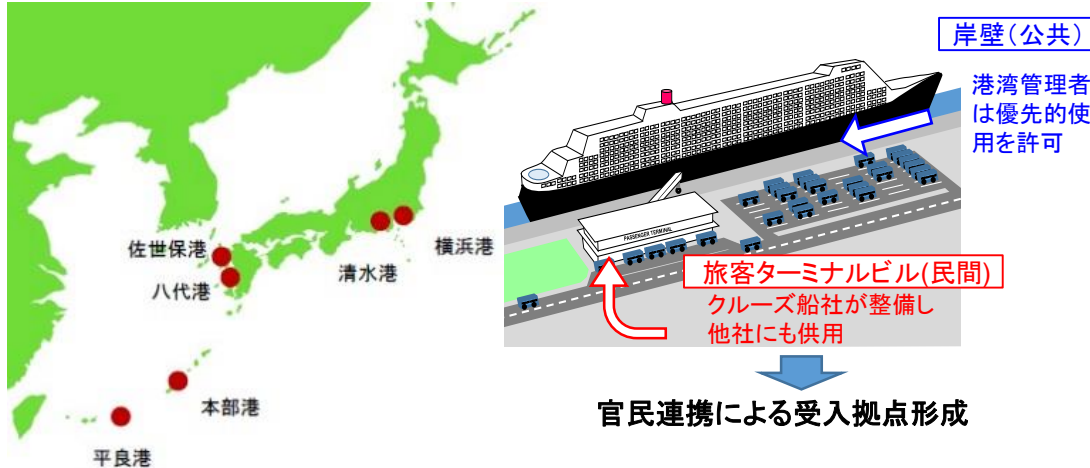 佐世保港
八代港
清水港
横浜港
本部港
平良港
岸壁(公共)
港湾管理者
は優先的使
用を許可
PASSENGER TERMINAL
旅客ターミナルビル(民間)
クルーズ船社が整備し
他社にも供用
官民連携による受入拠点形成